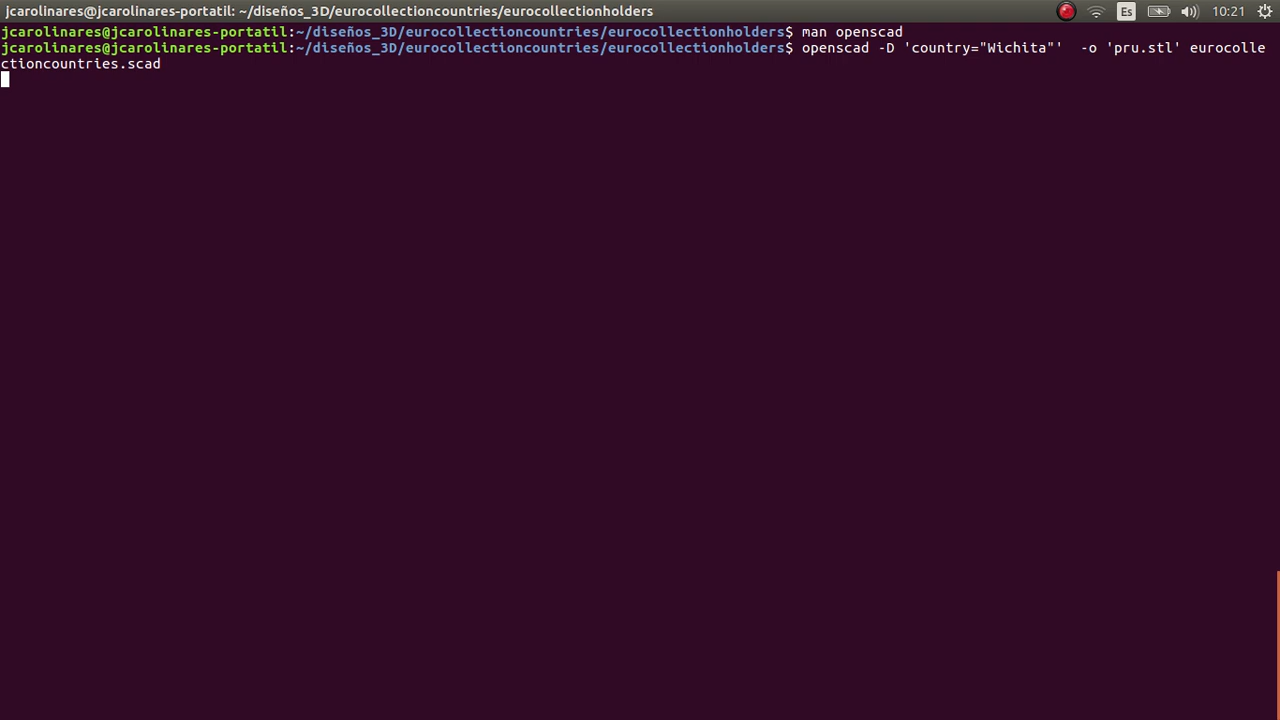 jcarolinares@jcarolinares-portatil: ~/diseños_3D/eurocollectioncountries/eurocollectionholders Es 10:21
jcarolinares@jcarolinares-portatil:~/diseños_3D/eurocollectioncountries/eurocollectionholders$ man openscad
jcarolinares@jcarolinares-portatil:~/diseños_3D/eurocollectioncountries/eurocollectionholders$ openscad -D 'country="Wichita"'  -o 'pru.stl' eurocolle
ctioncountries.scad